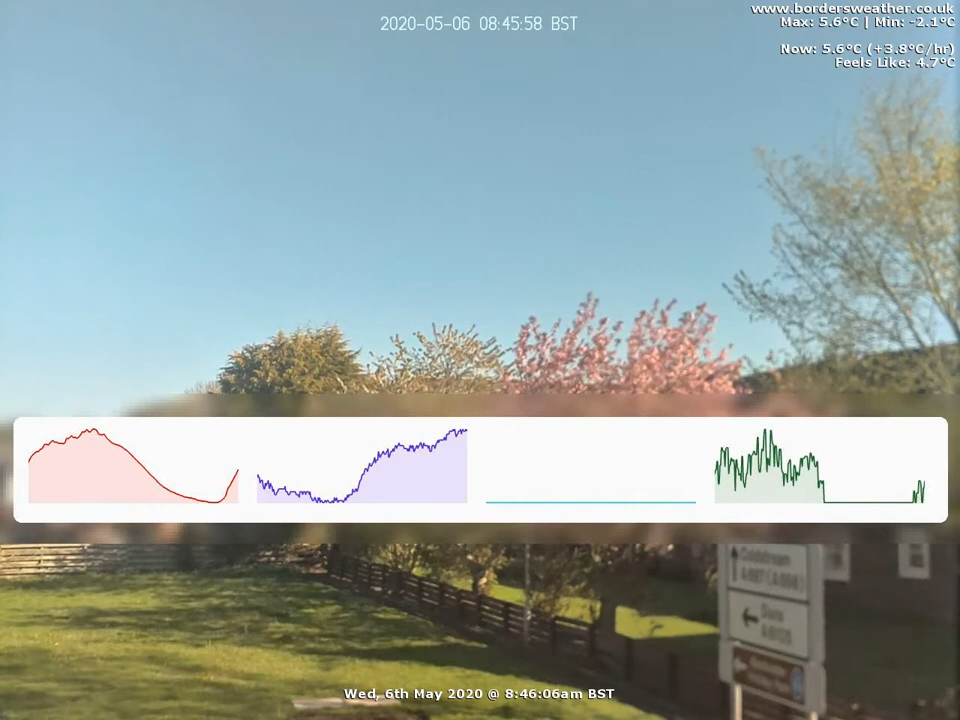 2020-05-06 08:45:58 BST
www.bordersweather.co.uk
Max: 5.6°C | Min: -2.1°C
Now: 5.6°C (+3.8°C/hr)
Feels Like: 4.7°C
Coldstream
Duns
Wed, 6th May 2020 @ 8:46:06am BST